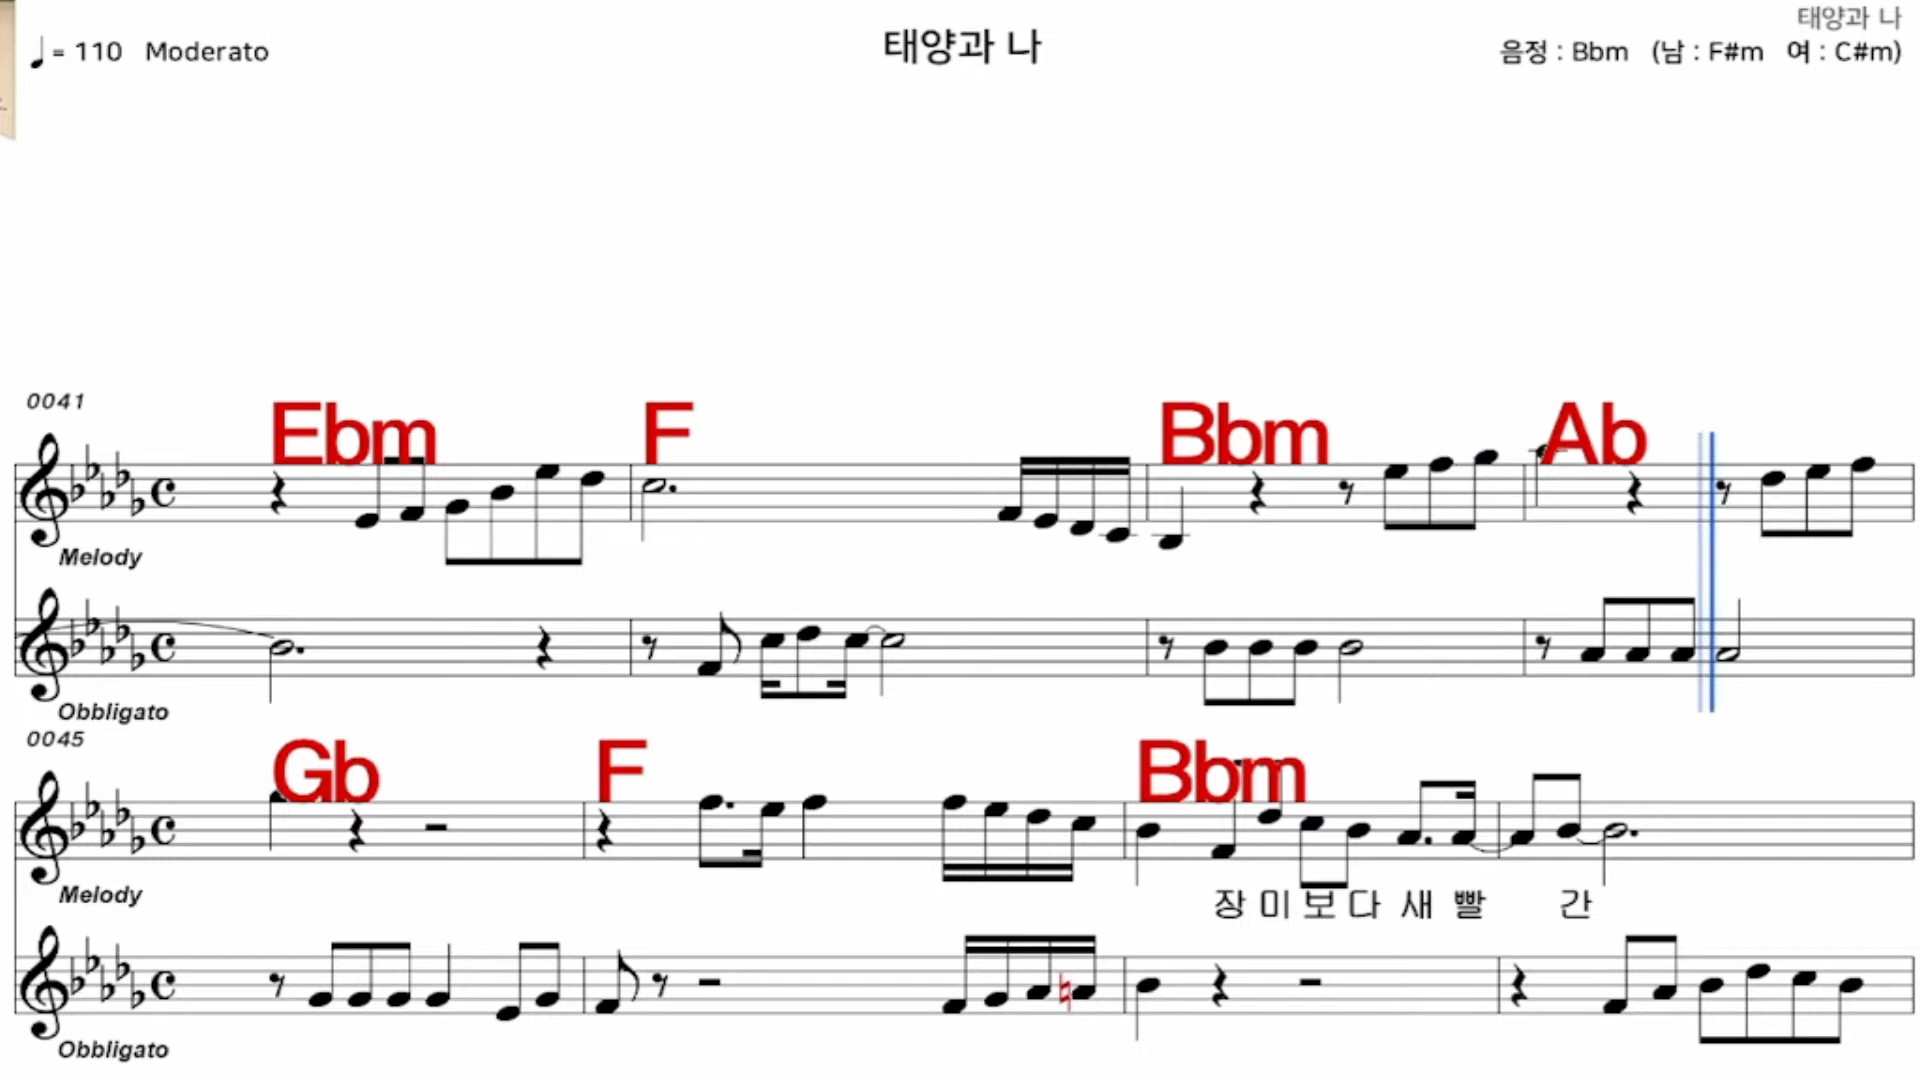 태양과 나
♩= 110 Moderato
태양과 나
음정 : Bbm (남 : F#m 여 : C#m)
0041
Ebm F Bbm Ab
Melody
Obbligato
0045
Gb F Bbm
Melody
장 미 보 다 새 빨 간
Obbligato